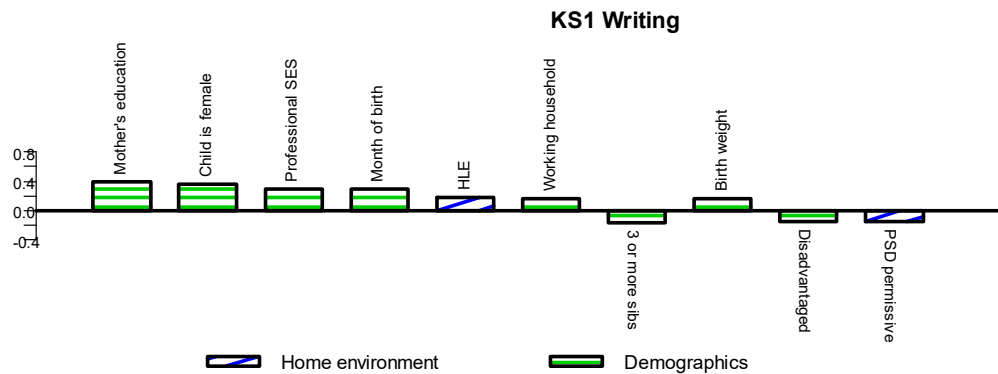 KS1 Writing
Mother's education
Child is female
Professional SES
Month of birth
HLE
Working household
3 or more sibs
Birth weight
Disadvantaged
PSD permissive
0.8
0.4
0.0
-0.4
Home environment
Demographics